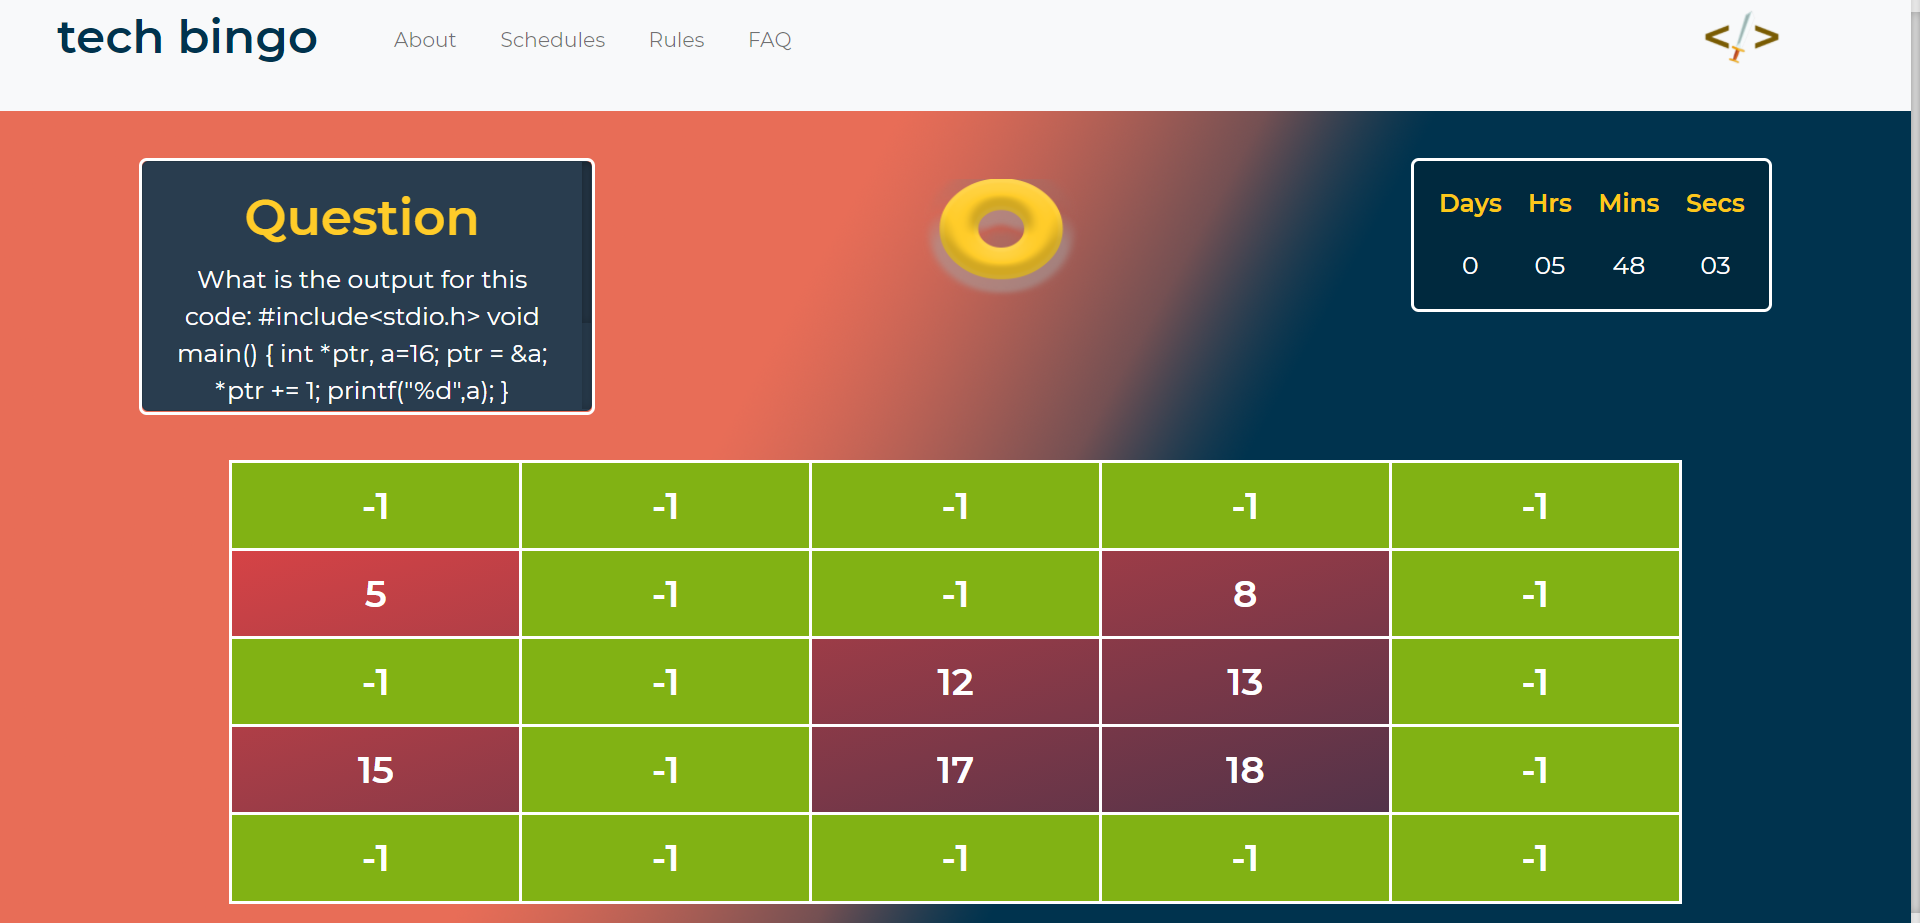 tech bingo About Schedules Rules FAQ </>
Question
What is the output for this
code: #include<stdio.h> void
main() { int *ptr, a=16; ptr = &a;
*ptr += 1; printf("%d",a); }
Days Hrs Mins Secs
0 05 48 03
-1 -1 -1 -1 -1
5 -1 -1 8 -1
-1 -1 12 13 -1
15 -1 17 18 -1
-1 -1 -1 -1 -1